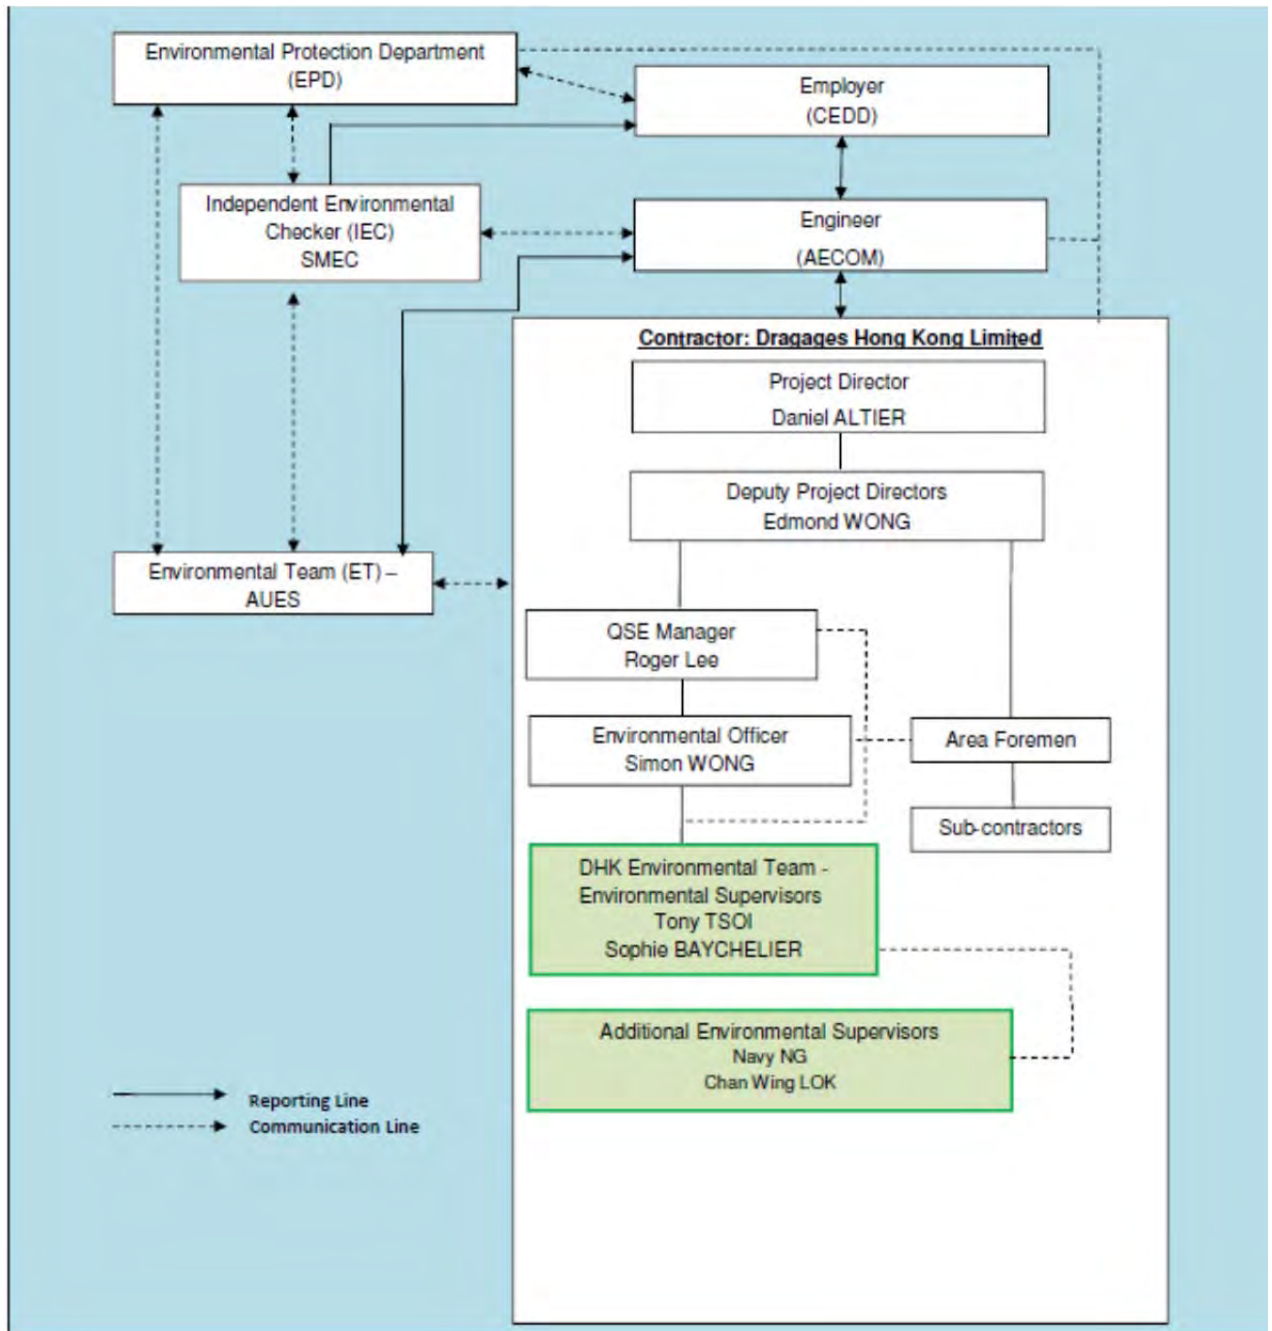 Environmental Protection Department
(EPD)
Employer
(CEDD)
Independent Environmental
Checker (IEC)
SMEC
Engineer
(AECOM)
Contractor: Dragages Hong Kong Limited
Project Director
Daniel ALTIER
Deputy Project Directors
Edmond WONG
Environmental Team (ET) –
AUES
QSE Manager
Roger Lee
Environmental Officer
Simon WONG
Area Foremen
Sub-contractors
DHK Environmental Team -
Environmental Supervisors
Tony TSOI
Sophie BAYCHELIER
Additional Environmental Supervisors
Navy NG
Chan Wing LOK
Reporting Line
Communication Line